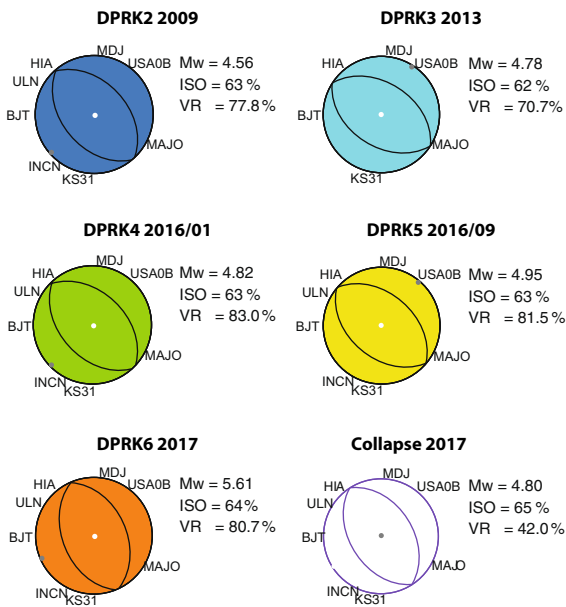 DPRK2 2009
MDJ
HIA
USA0B
ULN
BJT
INCN
KS31
MAJO
Mw = 4.56
ISO = 63 %
VR = 77.8 %
DPRK3 2013
MDJ
HIA
USA0B
BJT
MAJO
KS31
Mw = 4.78
ISO = 62 %
VR = 70.7 %
DPRK4 2016/01
MDJ
HIA
USA0B
ULN
BJT
MAJO
INCN
KS31
Mw = 4.82
ISO = 63 %
VR = 83.0 %
DPRK5 2016/09
MDJ
HIA
USA0B
ULN
BJT
MAJO
INCN
KS31
Mw = 4.95
ISO = 63 %
VR = 81.5 %
DPRK6 2017
MDJ
HIA
USA0B
ULN
BJT
MAJO
INCN
KS31
Mw = 5.61
ISO = 64 %
VR = 80.7 %
Collapse 2017
MDJ
HIA
USA0B
ULN
BJT
MAJO
INCN
KS31
Mw = 4.80
ISO = 65 %
VR = 42.0 %